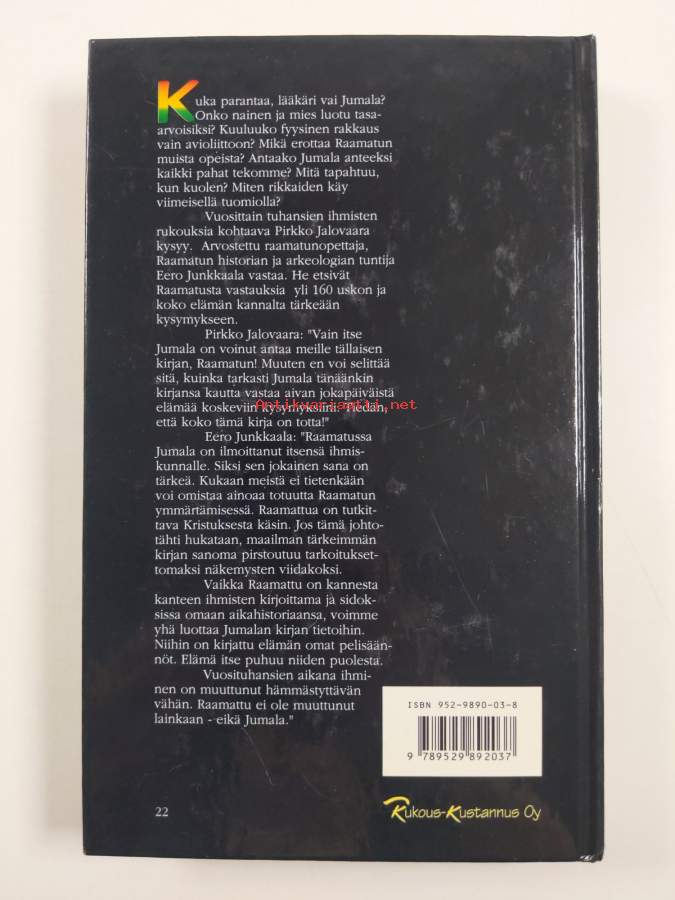 Kuka parantaa, lääkäri vai Jumala?
Onko nainen ja mies luotu tasa-
arvoisiksi? Kuuluuko fyysinen rakkaus
vain avioliittoon? Mikä erottaa Raamatun
muista opeista? Antaako Jumala anteeksi
kaikki pahat tekomme? Mitä tapahtuu,
kun kuolen? Miten rikkaiden käy
viimeisellä tuomiolla?
Vuosittain tuhansien ihmisten
rukouksia kohtaava Pirkko Jalovaara
kysyy. Arvostettu raamatunopettaja,
Raamatun historian ja arkeologian tuntija
Eero Junkkaala vastaa. He etsivät
Raamatusta vastauksia yli 160 uskon ja
koko elämän kannalta tärkeään
kysymykseen.
Pirkko Jalovaara: "Vain itse
Jumala on voinut antaa meille tällaisen
kirjan, Raamatun! Muuten en voi selittää
sitä, kuinka tarkasti Jumala tänäänkin
kirjansa kautta vastaa aivan jokapäiväistä
elämää koskeviin kysymyksiini. Tiedän,
Antikvariaatti.net
että koko tämä kirja on totta!"
Eero Junkkaala: "Raamatussa
Jumala on ilmoittanut itsensä ihmis-
kunnalle. Siksi sen jokainen sana on
tärkeä. Kukaan meistä ei tietenkään
voi omistaa ainoaa totuutta Raamatun
ymmärtämisessä. Raamattua on tutkit-
tava Kristuksesta käsin. Jos tämä johto-
tähti hukataan, maailman tärkeimmän
kirjan sanoma pirstoutuu tarkoitukset-
tomaksi näkemysten viidakoksi.
Vaikka Raamattu on kannesta
kanteen ihmisten kirjoittama ja sidok-
sissa omaan aikahistoriaansa, voimme
yhä luottaa Jumalan kirjan tietoihin.
Niihin on kirjattu elämän omat pelisään-
nöt. Elämä itse puhuu niiden puolesta.
Vuosituhansien aikana ihmi-
nen on muuttunut hämmästyttävän
vähän. Raamattu ei ole muuttunut
lainkaan - eikä Jumala."
ISBN 952-9890-03-8
9 789529 892037
22
Rukous-Kustannus Oy